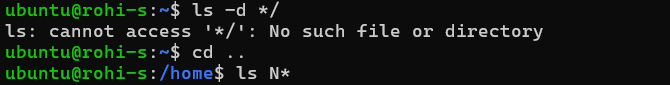 ubuntu@rohi-s:~$ ls -d */
ls: cannot access '*/': No such file or directory
ubuntu@rohi-s:~$ cd ..
ubuntu@rohi-s:/home$ ls N*